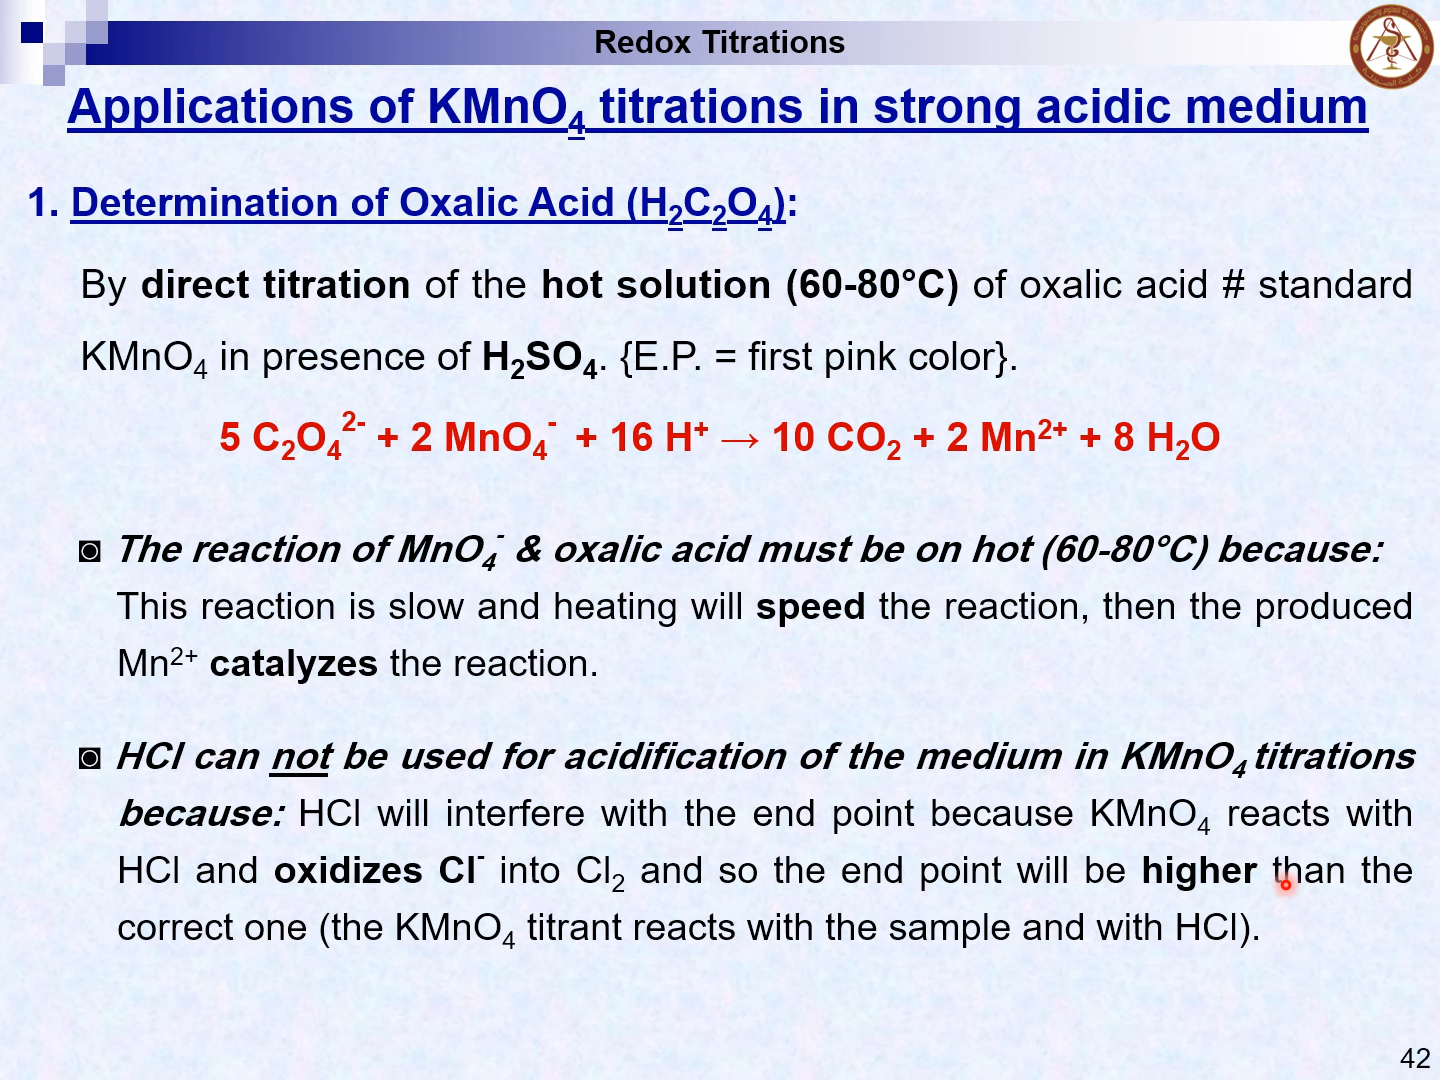 Redox Titrations
Applications of KMnO₄ titrations in strong acidic medium
1. Determination of Oxalic Acid (H₂C₂O₄):
By direct titration of the hot solution (60-80°C) of oxalic acid # standard
KMnO₄ in presence of H₂SO₄. {E.P. = first pink color}.
5 C₂O₄²⁻ + 2 MnO₄⁻ + 16 H⁺ → 10 CO₂ + 2 Mn²⁺ + 8 H₂O
◙ The reaction of MnO₄⁻ & oxalic acid must be on hot (60-80°C) because:
This reaction is slow and heating will speed the reaction, then the produced
Mn²⁺ catalyzes the reaction.
◙ HCl can not be used for acidification of the medium in KMnO₄ titrations
because: HCl will interfere with the end point because KMnO₄ reacts with
HCl and oxidizes Cl⁻ into Cl₂ and so the end point will be higher than the
correct one (the KMnO₄ titrant reacts with the sample and with HCl).
42